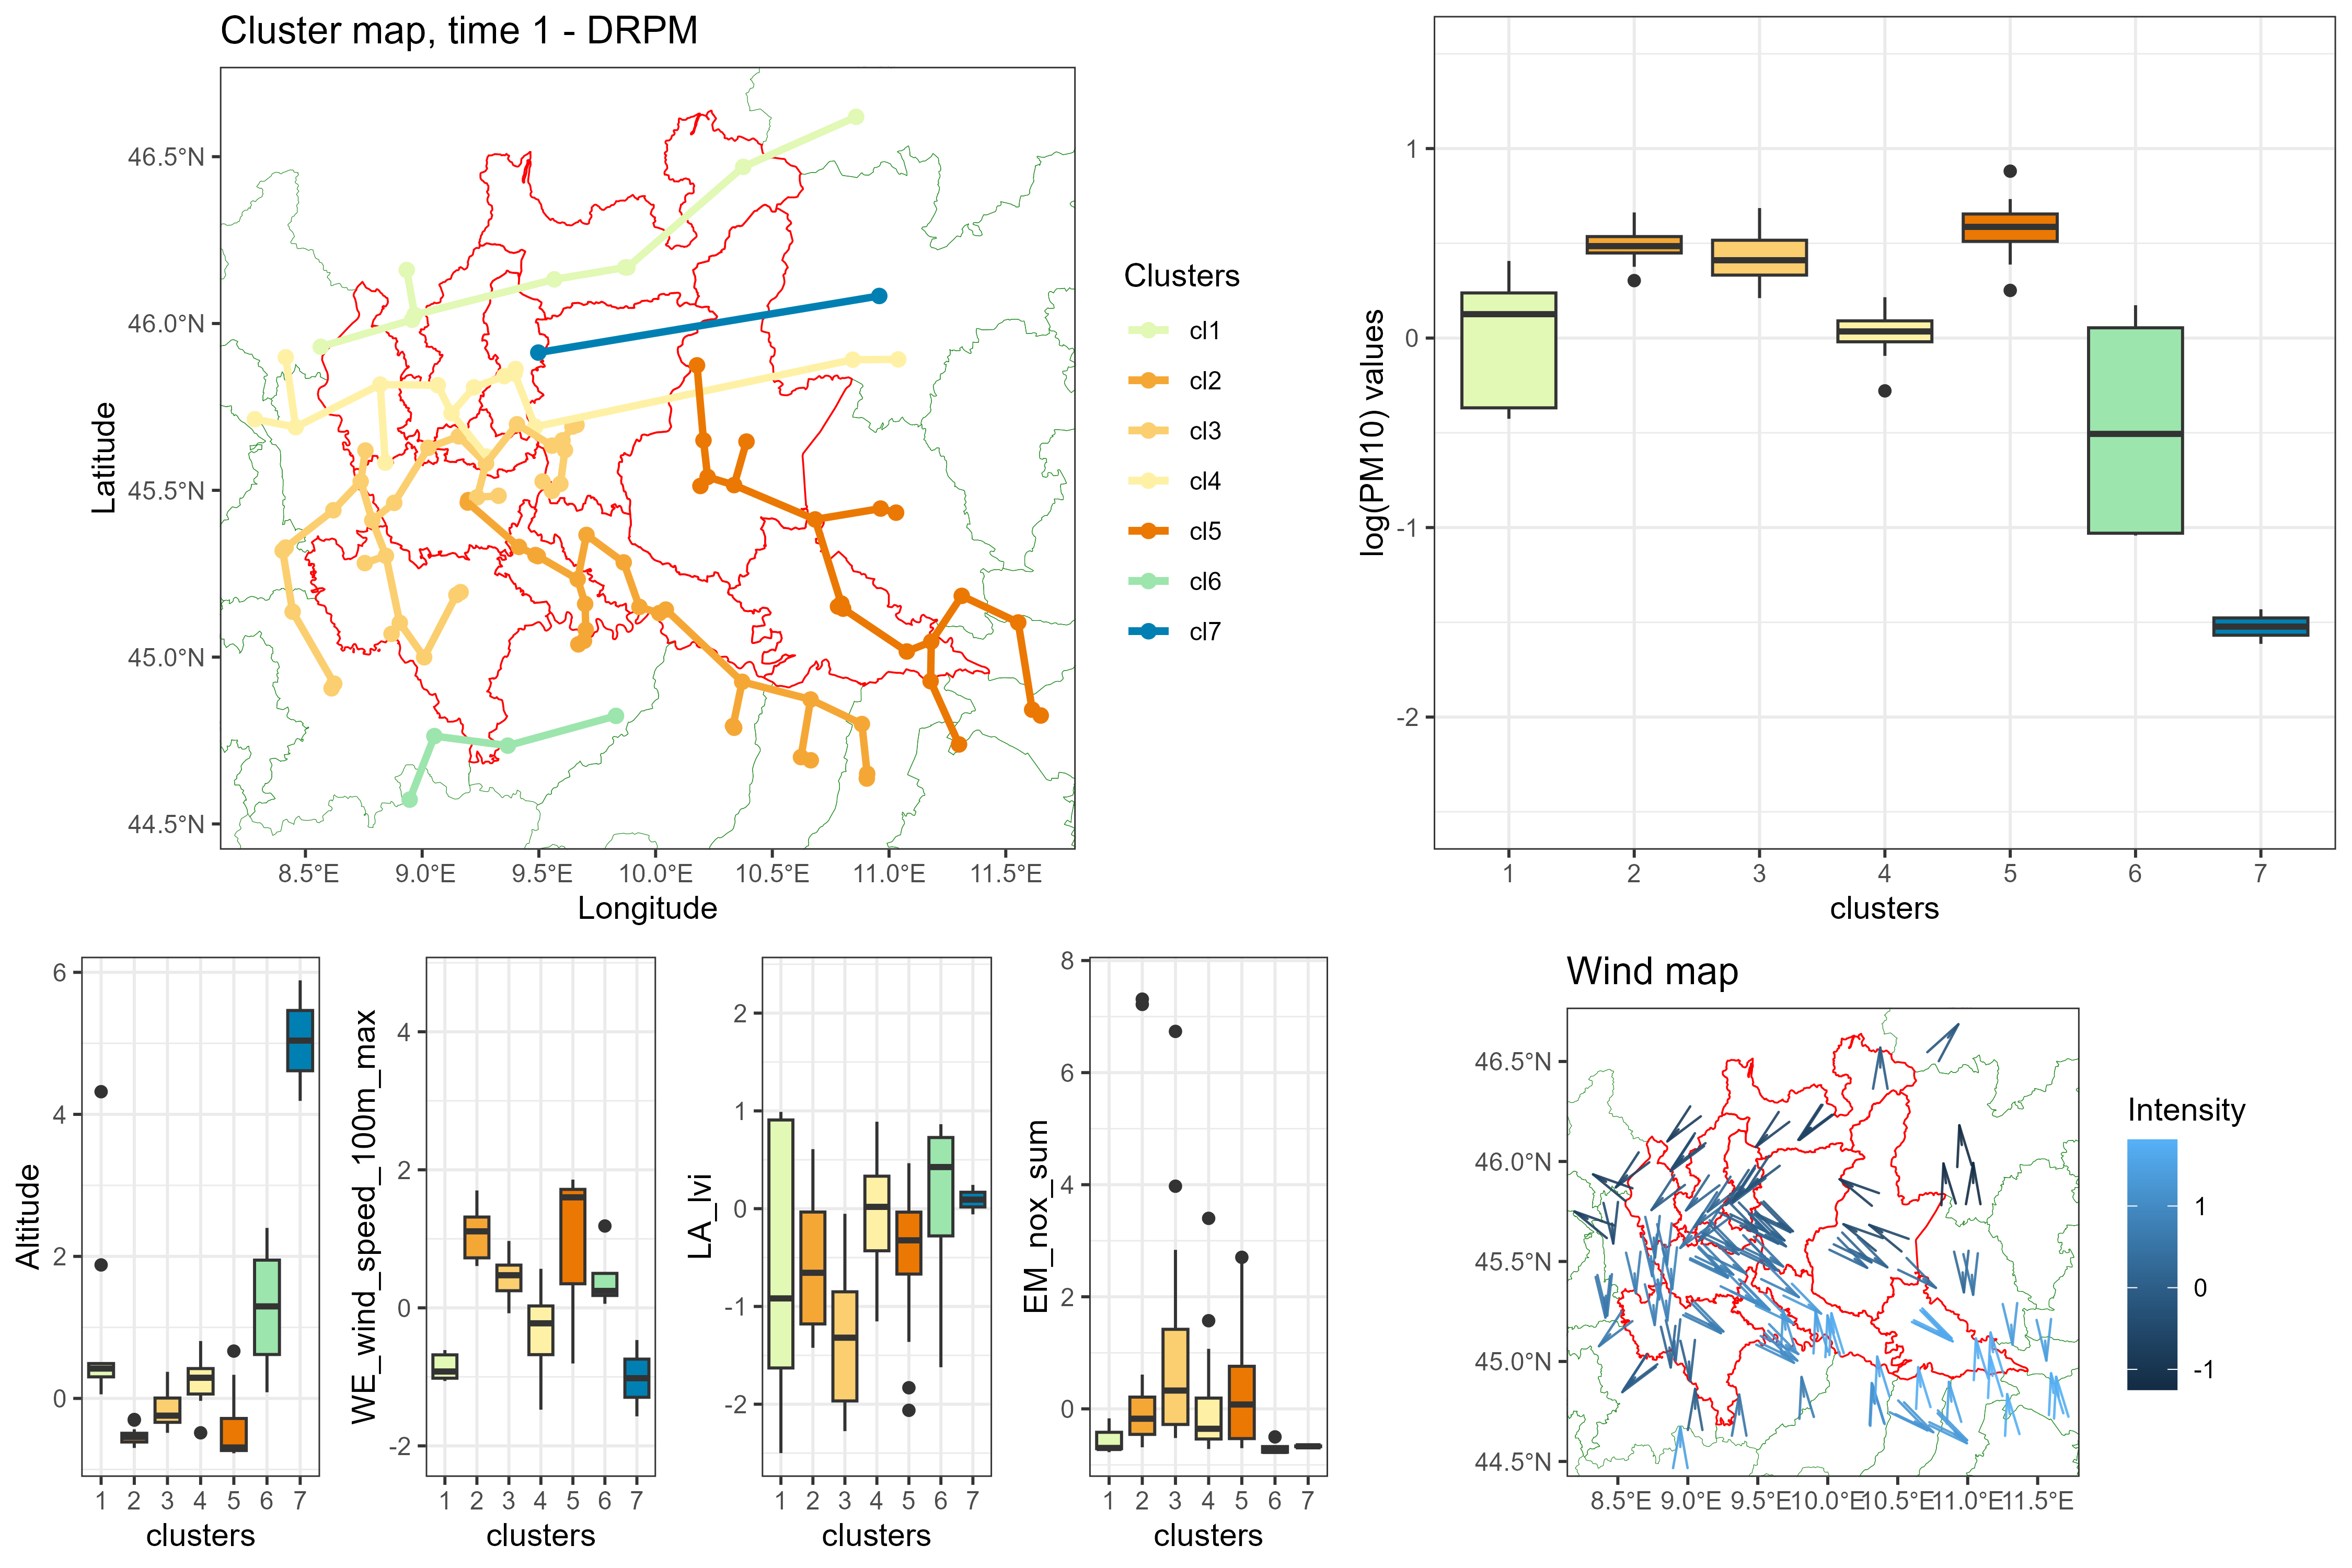 Cluster map, time 1 - DRPM
46.5°N
46.0°N
45.5°N
45.0°N
44.5°N
Latitude
8.5°E 9.0°E 9.5°E 10.0°E 10.5°E 11.0°E 11.5°E
Longitude
Clusters
cl1
cl2
cl3
cl4
cl5
cl6
cl7
log(PM10) values
1
0
-1
-2
1 2 3 4 5 6 7
clusters
Altitude
6
4
2
0
1 2 3 4 5 6 7
clusters
WE_wind_speed_100m_max
4
2
0
-2
1 2 3 4 5 6 7
clusters
LA_lvi
2
1
0
-1
-2
1 2 3 4 5 6 7
clusters
EM_nox_sum
8
6
4
2
0
1 2 3 4 5 6 7
clusters
Wind map
46.5°N
46.0°N
45.5°N
45.0°N
44.5°N
8.5°E 9.0°E 9.5°E 10.0°E 10.5°E 11.0°E 11.5°E
Intensity
1
0
-1